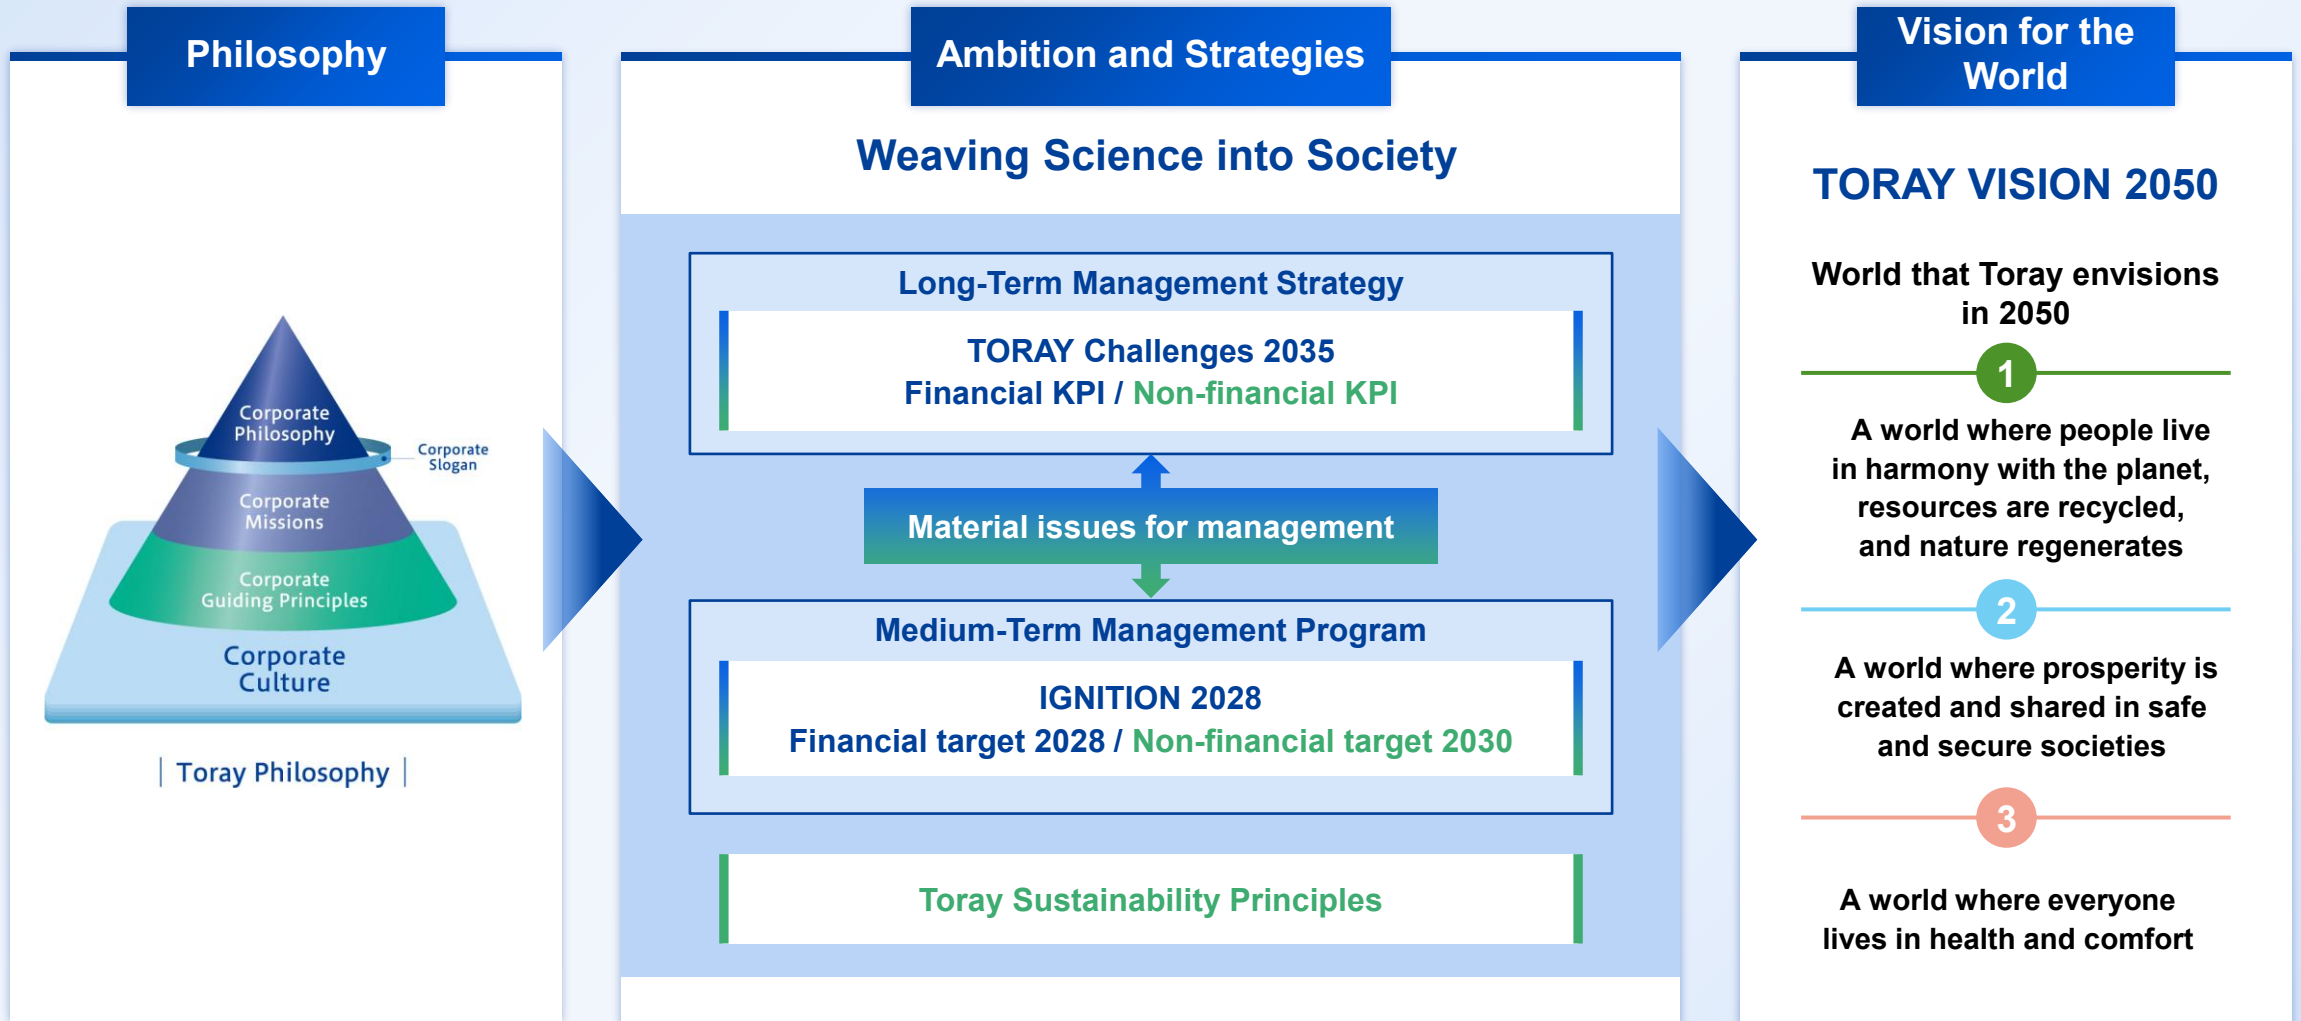 Philosophy
Corporate
Philosophy
Corporate
Slogan
Corporate
Missions
Corporate
Guiding Principles
Corporate
Culture
| Toray Philosophy |
Ambition and Strategies
Weaving Science into Society
Long-Term Management Strategy
TORAY Challenges 2035
Financial KPI / Non-financial KPI
Material issues for management
Medium-Term Management Program
IGNITION 2028
Financial target 2028 / Non-financial target 2030
Toray Sustainability Principles
Vision for the
World
TORAY VISION 2050
World that Toray envisions
in 2050
1
A world where people live
in harmony with the planet,
resources are recycled,
and nature regenerates
2
A world where prosperity is
created and shared in safe
and secure societies
3
A world where everyone
lives in health and comfort